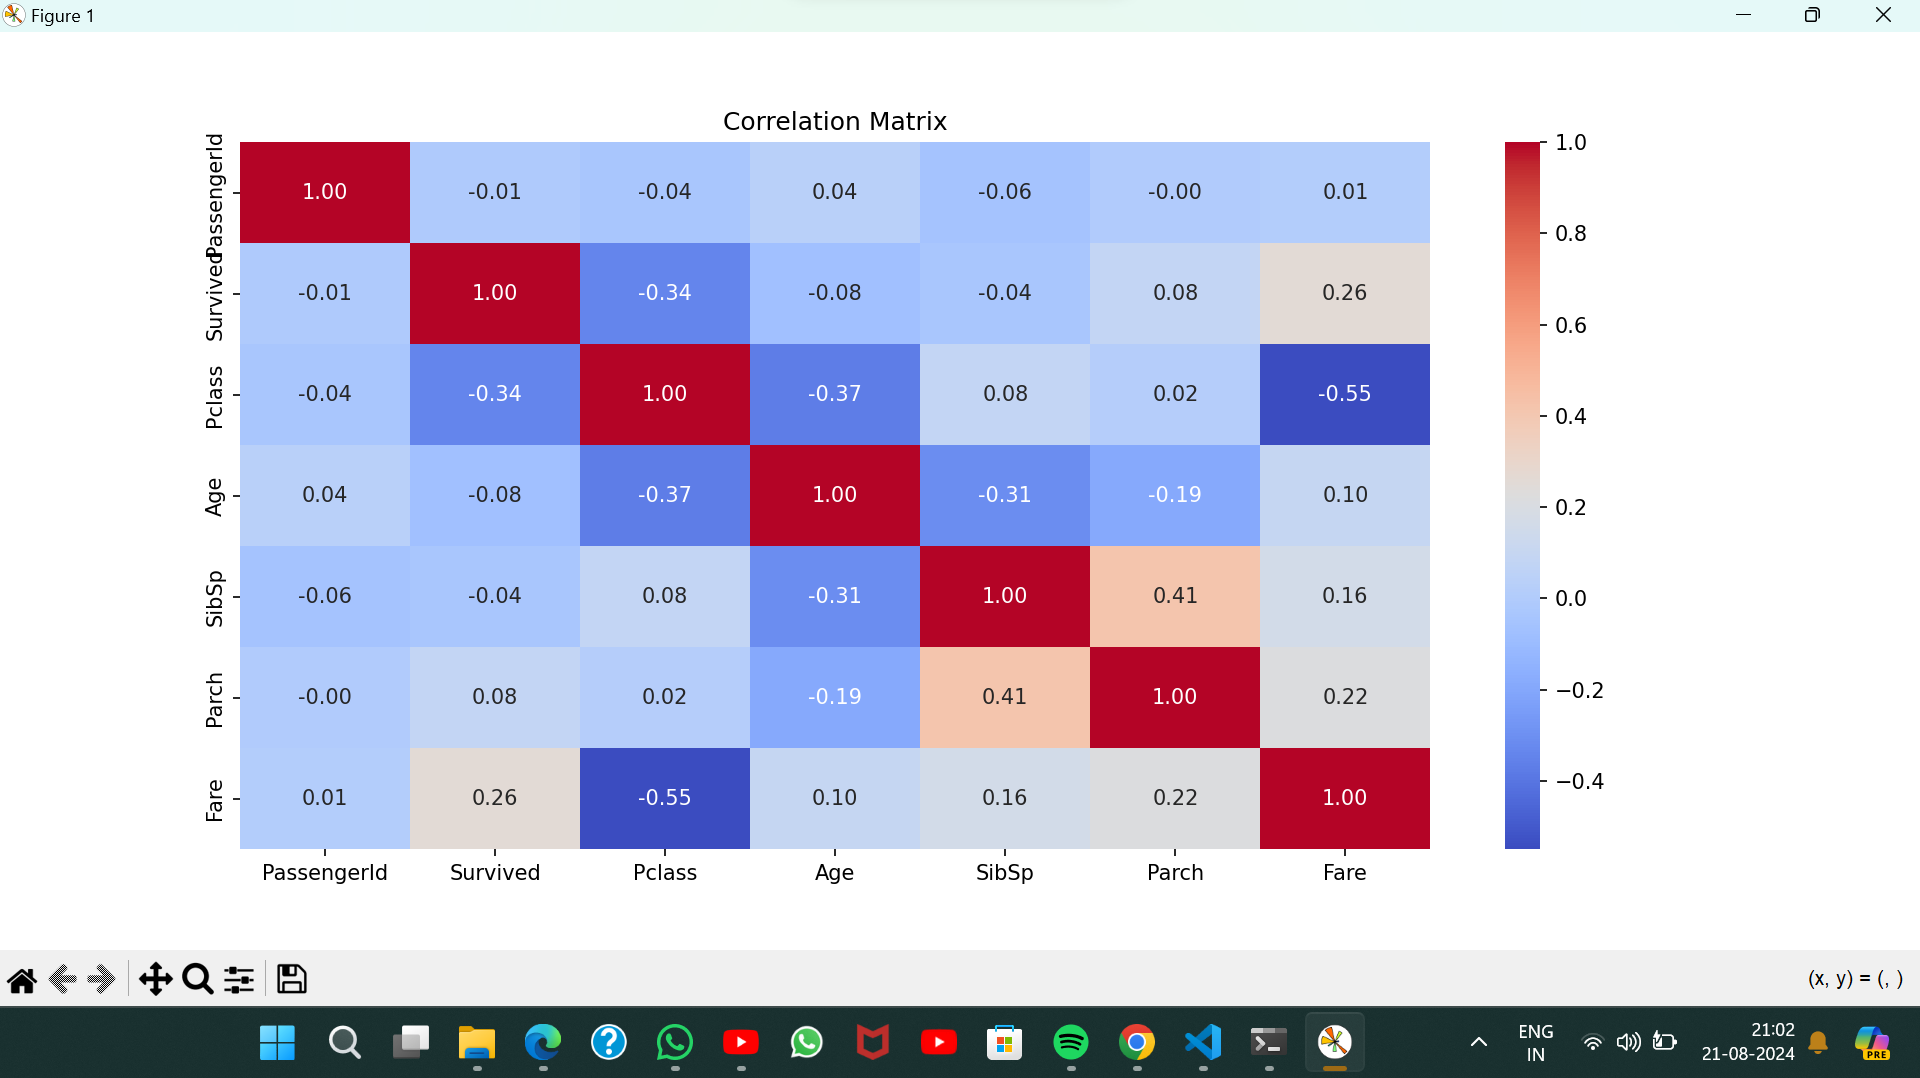 Figure 1
Correlation Matrix
PassengerId 1.00 -0.01 -0.04 0.04 -0.06 -0.00 0.01
Survived -0.01 1.00 -0.34 -0.08 -0.04 0.08 0.26
Pclass -0.04 -0.34 1.00 -0.37 0.08 0.02 -0.55
Age 0.04 -0.08 -0.37 1.00 -0.31 -0.19 0.10
SibSp -0.06 -0.04 0.08 -0.31 1.00 0.41 0.16
Parch -0.00 0.08 0.02 -0.19 0.41 1.00 0.22
Fare 0.01 0.26 -0.55 0.10 0.16 0.22 1.00
PassengerId Survived Pclass Age SibSp Parch Fare
1.0
0.8
0.6
0.4
0.2
0.0
−0.2
−0.4
(x, y) = (, )
ENG
IN
21:02
21-08-2024
PRE